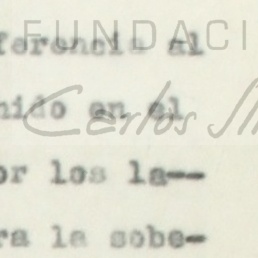 FUNDACI
ferencia al
nido en el
Carlos
or los la--
ra la sobe-